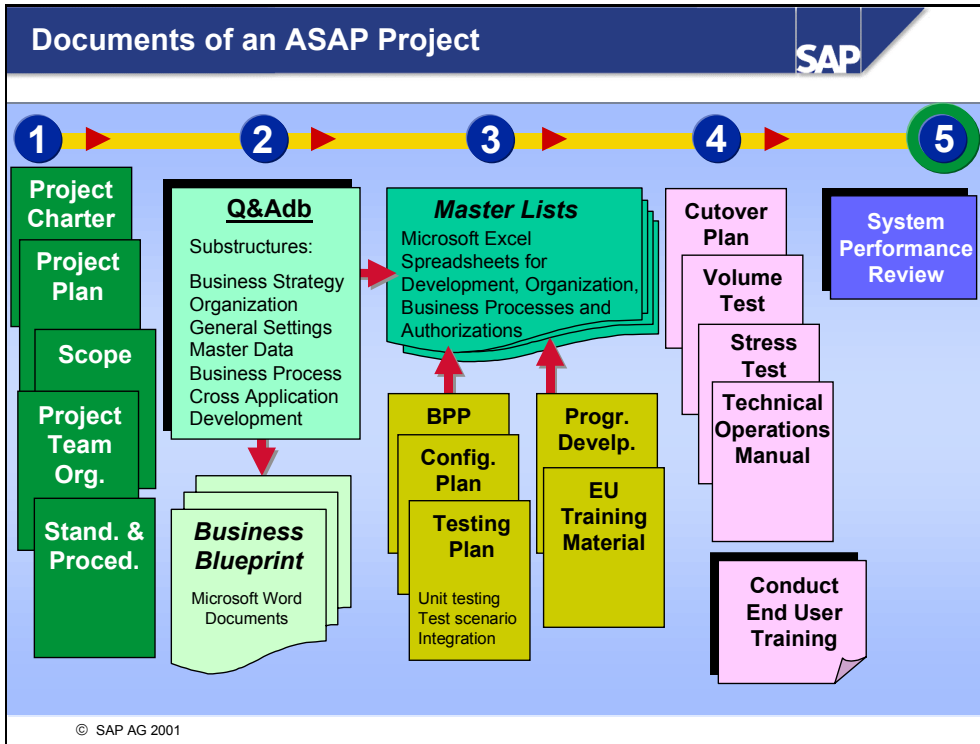 Documents of an ASAP Project
SAP
1
2
3
4
5
Project
Charter
Project
Plan
Scope
Project
Team
Org.
Stand. &
Proced.
Q&Adb
Substructures:
Business Strategy
Organization
General Settings
Master Data
Business Process
Cross Application
Development
Business
Blueprint
Microsoft Word
Documents
Master Lists
Microsoft Excel
Spreadsheets for
Development, Organization,
Business Processes and
Authorizations
BPP
Config.
Plan
Testing
Plan
Unit testing
Test scenario
Integration
Progr.
Develp.
EU
Training
Material
Cutover
Plan
Volume
Test
Stress
Test
Technical
Operations
Manual
Conduct
End User
Training
System
Performance
Review
© SAP AG 2001